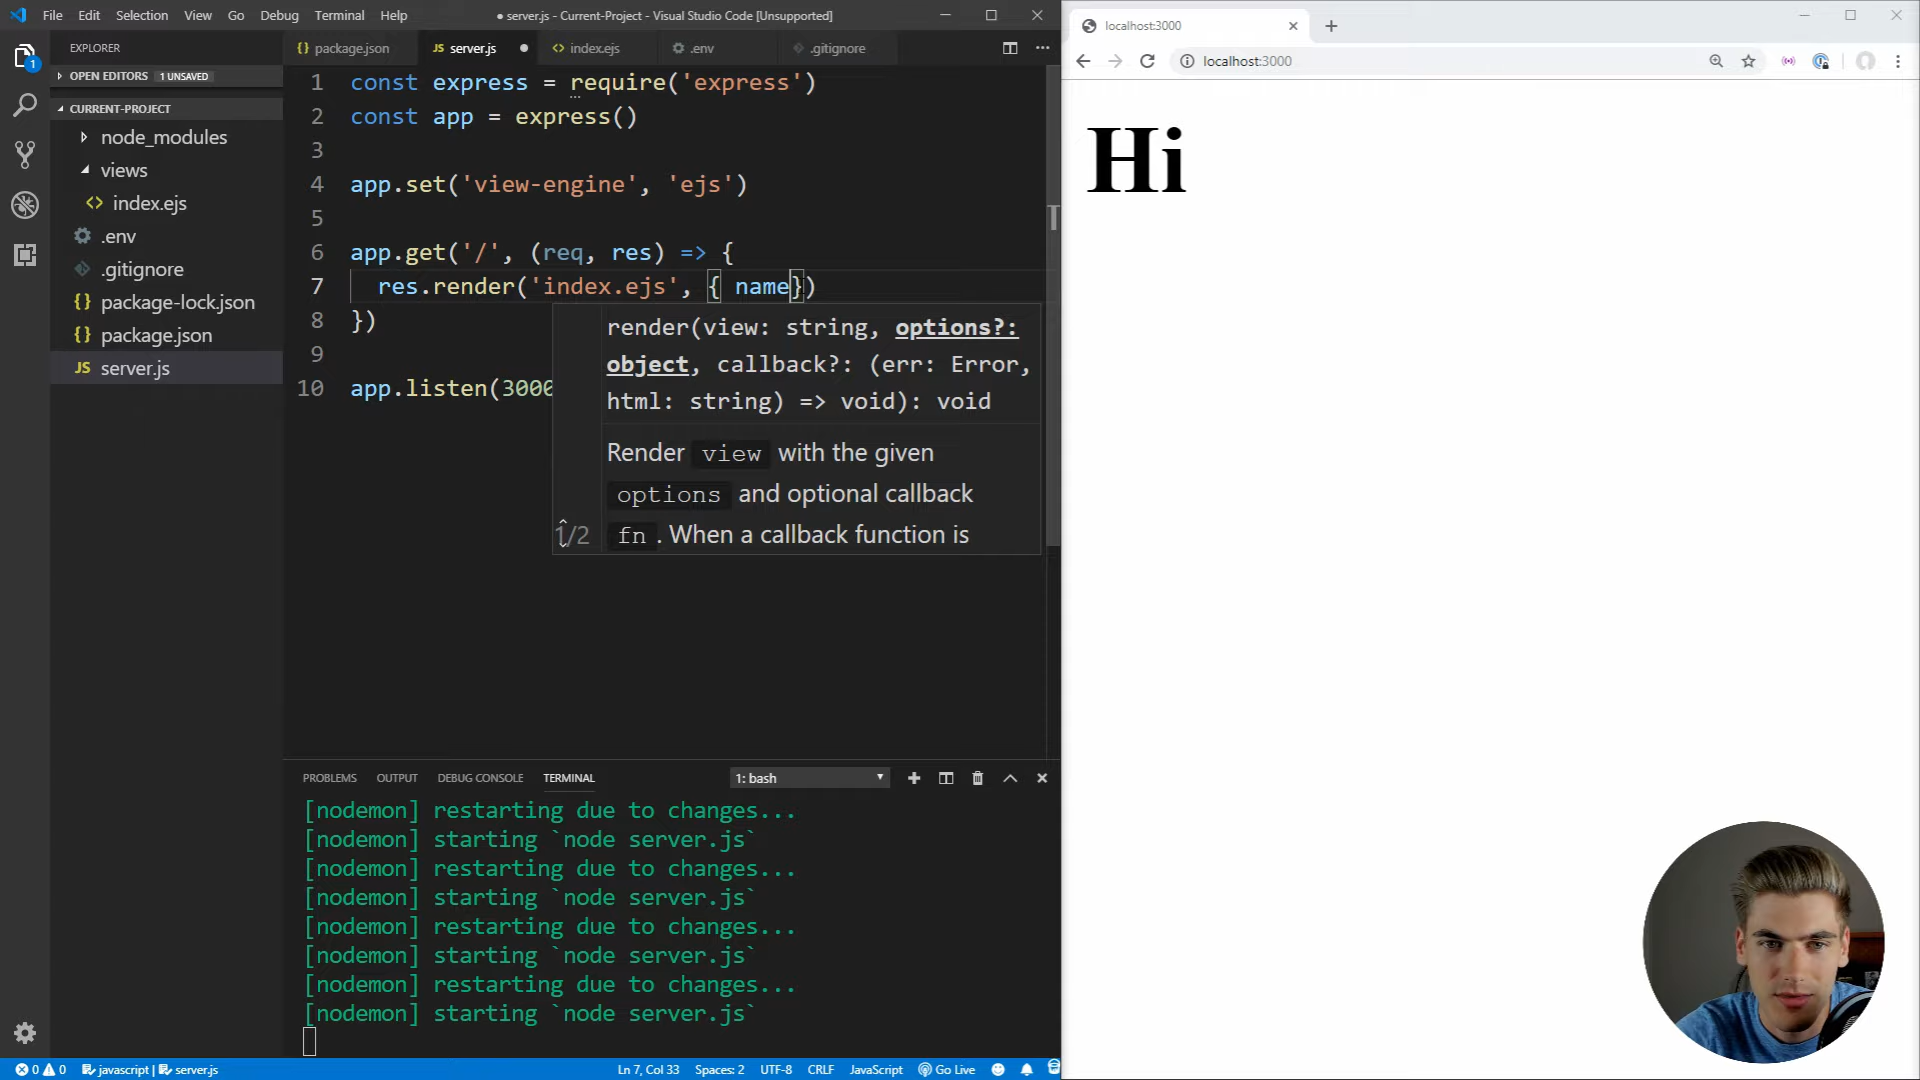 File Edit Selection View Go Debug Terminal Help
● server.js - Current-Project - Visual Studio Code [Unsupported]
EXPLORER
OPEN EDITORS 1 UNSAVED
CURRENT-PROJECT
node_modules
views
<> index.ejs
.env
.gitignore
{} package-lock.json
{} package.json
JS server.js
1
{} package.json
JS server.js ●
<> index.ejs
.env
.gitignore
1 const express = require('express')
2 const app = express()
3
4 app.set('view-engine', 'ejs')
5
6 app.get('/', (req, res) => {
7 res.render('index.ejs', { name})
8 })
9
10 app.listen(3000
render(view: string, options?:
object, callback?: (err: Error,
html: string) => void): void
Render view with the given
options and optional callback
fn . When a callback function is
1/2
PROBLEMS OUTPUT DEBUG CONSOLE TERMINAL
1: bash
[nodemon] restarting due to changes...
[nodemon] starting `node server.js`
[nodemon] restarting due to changes...
[nodemon] starting `node server.js`
[nodemon] restarting due to changes...
[nodemon] starting `node server.js`
[nodemon] restarting due to changes...
[nodemon] starting `node server.js`
0 0 javascript | server.js
Ln 7, Col 33 Spaces: 2 UTF-8 CRLF JavaScript Go Live
localhost:3000
localhost:3000
Hi